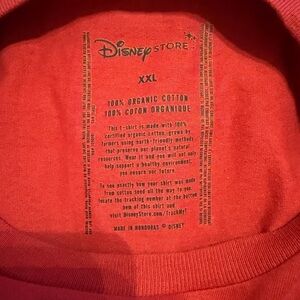 Disney STORE
XXL
100% ORGANIC COTTON
100% COTON ORGANIQUE
This t-shirt is made with 100%
certified organic cotton, grown by
farmers using earth-friendly methods
that preserve our planet's natural
resources. Wear it and you will not only
help support a healthy environment,
you ensure our future.
To see exactly how your shirt was made
from cotton seed all the way to you,
locate the tracking number at the bottom
hem of this shirt and
visit DisneyStore.com/TrackMyT
MADE IN HONDURAS © DISNEY